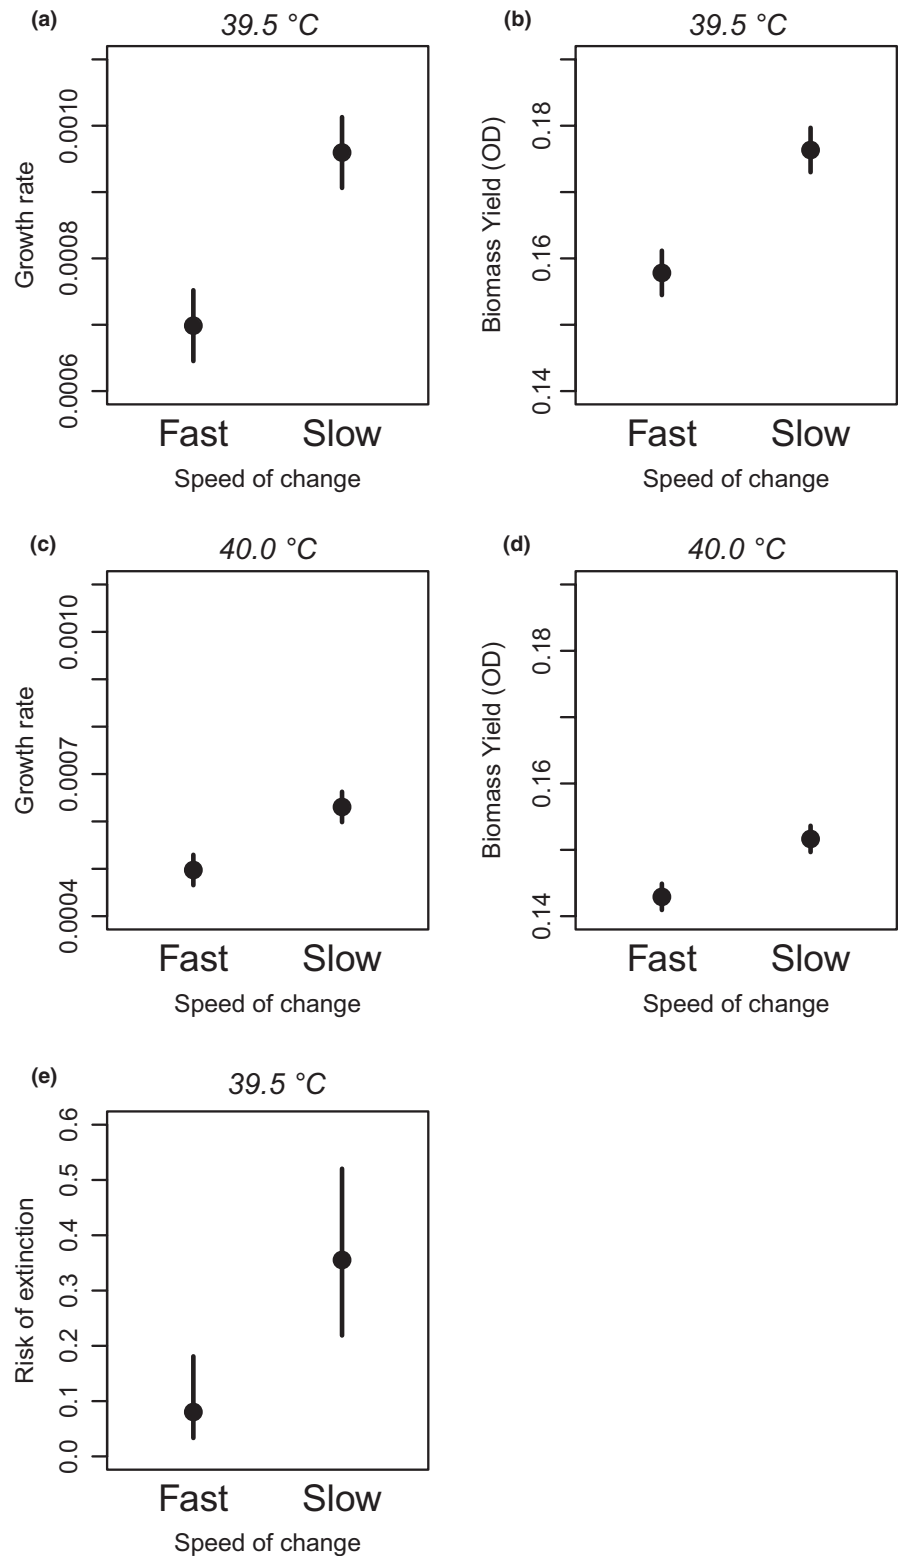 (a)
39.5 °C
Growth rate
0.0010
0.0008
0.0006
Fast Slow
Speed of change
(b)
39.5 °C
Biomass Yield (OD)
0.18
0.16
0.14
Fast Slow
Speed of change
(c)
40.0 °C
Growth rate
0.0010
0.0007
0.0004
Fast Slow
Speed of change
(d)
40.0 °C
Biomass Yield (OD)
0.18
0.16
0.14
Fast Slow
Speed of change
(e)
39.5 °C
Risk of extinction
0.6
0.5
0.4
0.3
0.2
0.1
0.0
Fast Slow
Speed of change